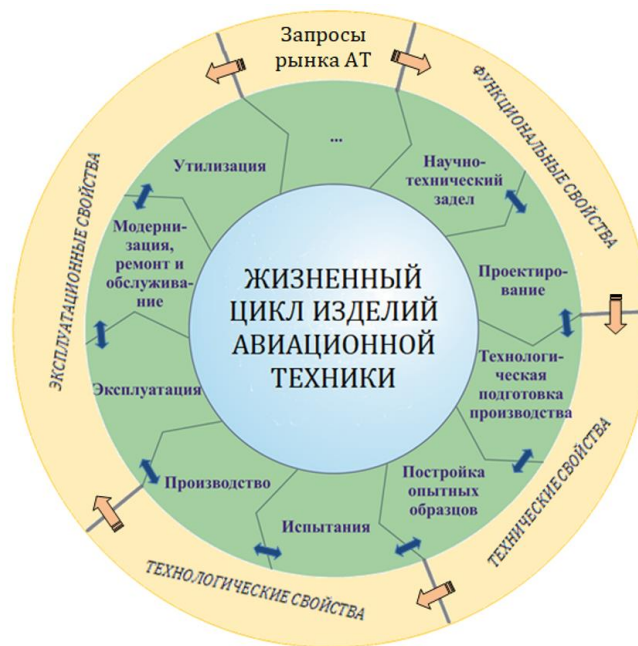 Запросы
рынка АТ
ФУНКЦИОНАЛЬНЫЕ СВОЙСТВА
...
Научно-
технический
задел
Проектиро-
вание
Технологи-
ческая
подготовка
производства
ТЕХНИЧЕСКИЕ СВОЙСТВА
Постройка
опытных
образцов
Испытания
ТЕХНОЛОГИЧЕСКИЕ СВОЙСТВА
Производство
Эксплуатация
Модерни-
зация,
ремонт и
обслужива-
ние
ЭКСПЛУАТАЦИОННЫЕ СВОЙСТВА
Утилизация
ЖИЗНЕННЫЙ
ЦИКЛ ИЗДЕЛИЙ
АВИАЦИОННОЙ
ТЕХНИКИ